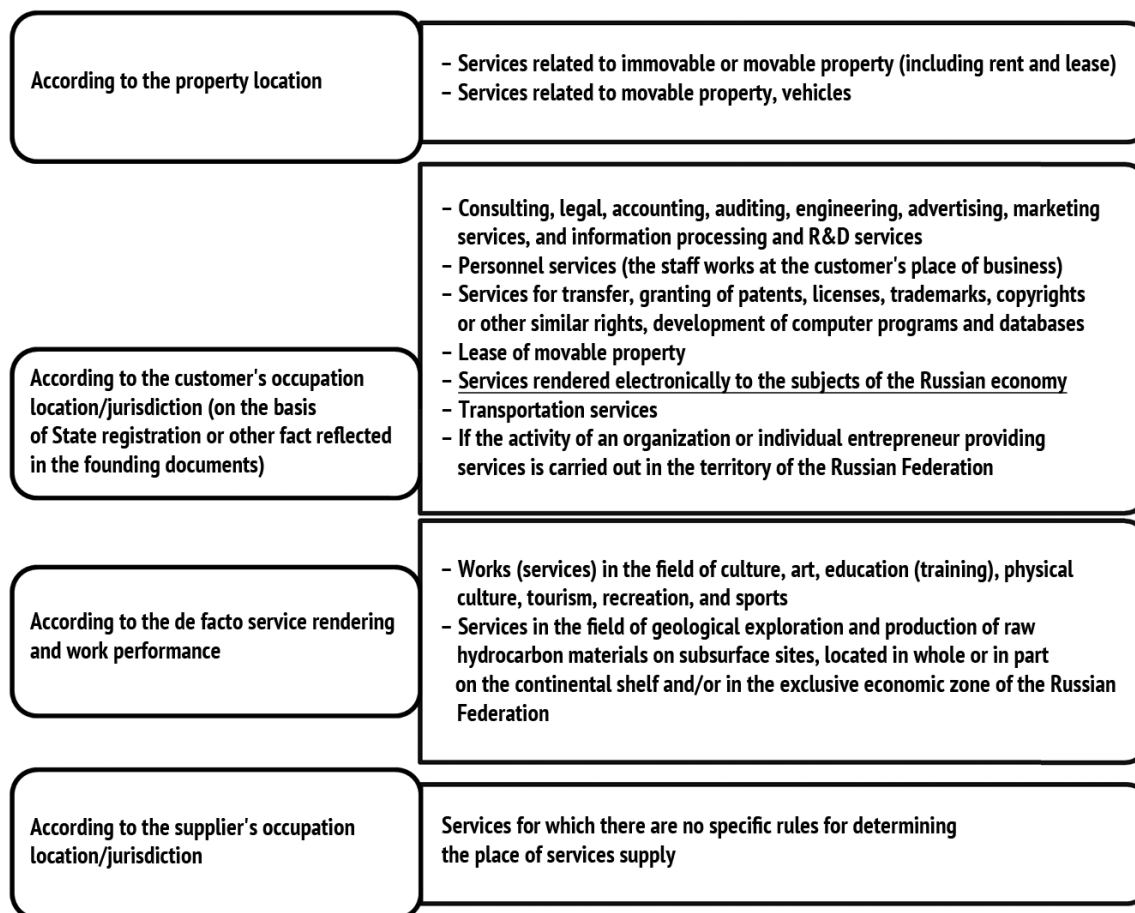 According to the property location
– Services related to immovable or movable property (including rent and lease)
– Services related to movable property, vehicles
According to the customer's occupation
location/jurisdiction (on the basis
of State registration or other fact reflected
in the founding documents)
– Consulting, legal, accounting, auditing, engineering, advertising, marketing
services, and information processing and R&D services
– Personnel services (the staff works at the customer's place of business)
– Services for transfer, granting of patents, licenses, trademarks, copyrights
or other similar rights, development of computer programs and databases
– Lease of movable property
– Services rendered electronically to the subjects of the Russian economy
– Transportation services
– If the activity of an organization or individual entrepreneur providing
services is carried out in the territory of the Russian Federation
According to the de facto service rendering
and work performance
– Works (services) in the field of culture, art, education (training), physical
culture, tourism, recreation, and sports
– Services in the field of geological exploration and production of raw
hydrocarbon materials on subsurface sites, located in whole or in part
on the continental shelf and/or in the exclusive economic zone of the Russian
Federation
According to the supplier's occupation
location/jurisdiction
Services for which there are no specific rules for determining
the place of services supply